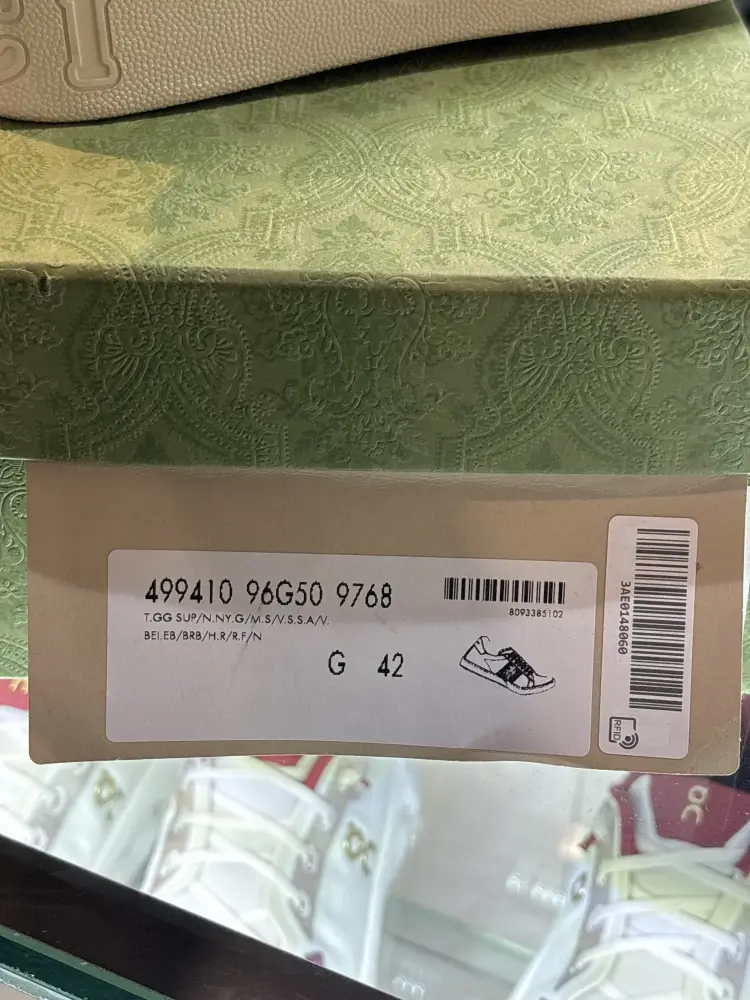 499410 96G50 9768
T.GG SUP/N.NY.G/M.S/V.S.S.A/V.
BEI.EB/BRB/H.R/R.F/N
8093385102
G 42
3AE0148060
RFID